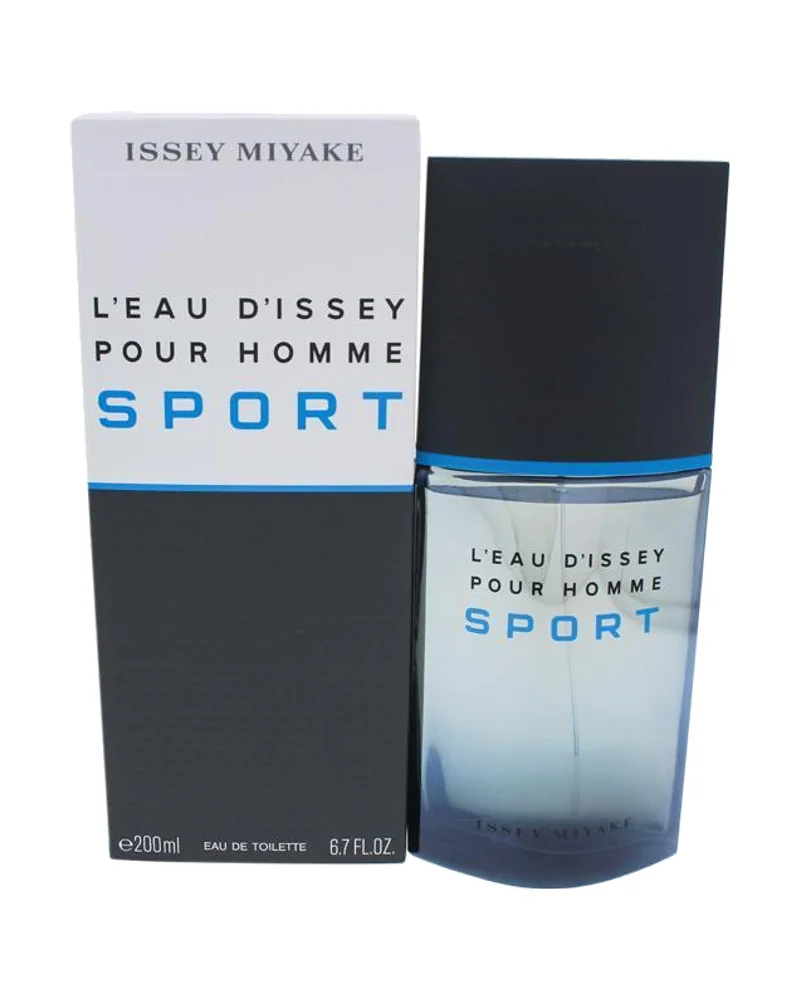 ISSEY MIYAKE
L'EAU D'ISSEY
POUR HOMME
SPORT
℮200ml EAU DE TOILETTE 6.7 FL.OZ.
L'EAU D'ISSEY
POUR HOMME
SPORT
ISSEY MIYAKE